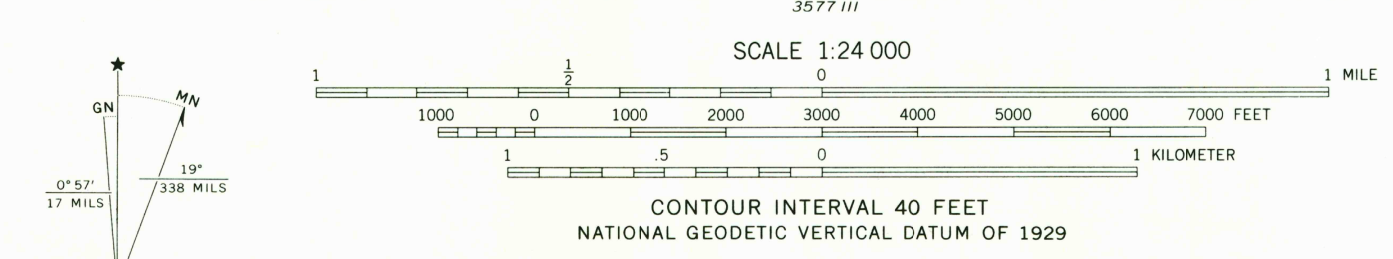 3577 III
SCALE 1:24 000
1 1/2 0 1 MILE
1000 0 1000 2000 3000 4000 5000 6000 7000 FEET
1 .5 0 1 KILOMETER
CONTOUR INTERVAL 40 FEET
NATIONAL GEODETIC VERTICAL DATUM OF 1929
★
GN
MN
0°57′
17 MILS
19°
338 MILS